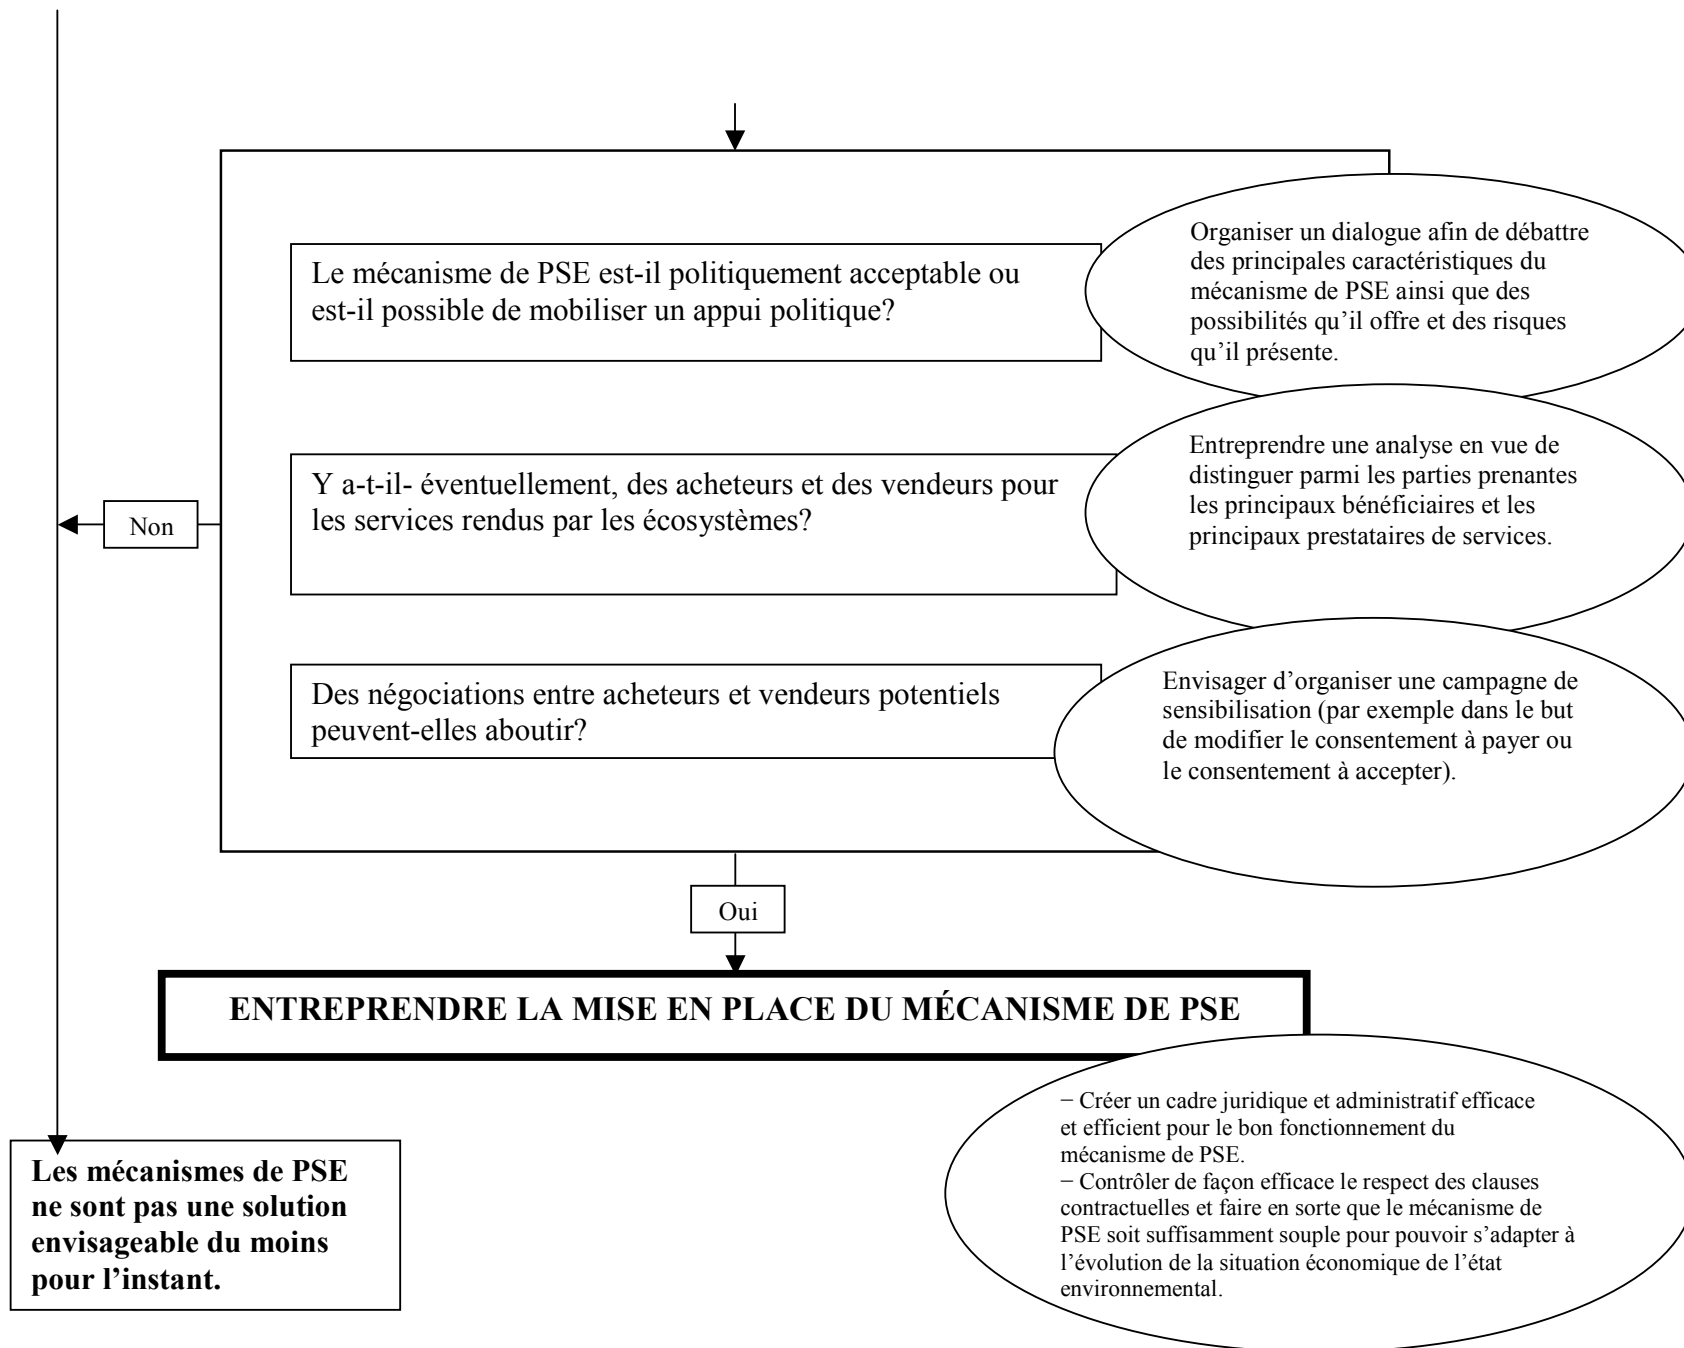 Le mécanisme de PSE est-il politiquement acceptable ou
est-il possible de mobiliser un appui politique?
Organiser un dialogue afin de débattre
des principales caractéristiques du
mécanisme de PSE ainsi que des
possibilités qu’il offre et des risques
qu’il présente.
Y a-t-il- éventuellement, des acheteurs et des vendeurs pour
les services rendus par les écosystèmes?
Entreprendre une analyse en vue de
distinguer parmi les parties prenantes
les principaux bénéficiaires et les
principaux prestataires de services.
Non
Des négociations entre acheteurs et vendeurs potentiels
peuvent-elles aboutir?
Envisager d’organiser une campagne de
sensibilisation (par exemple dans le but
de modifier le consentement à payer ou
le consentement à accepter).
Oui
ENTREPRENDRE LA MISE EN PLACE DU MÉCANISME DE PSE
− Créer un cadre juridique et administratif efficace
et efficient pour le bon fonctionnement du
mécanisme de PSE.
− Contrôler de façon efficace le respect des clauses
contractuelles et faire en sorte que le mécanisme de
PSE soit suffisamment souple pour pouvoir s’adapter à
l’évolution de la situation économique de l’état
environnemental.
Les mécanismes de PSE
ne sont pas une solution
envisageable du moins
pour l’instant.